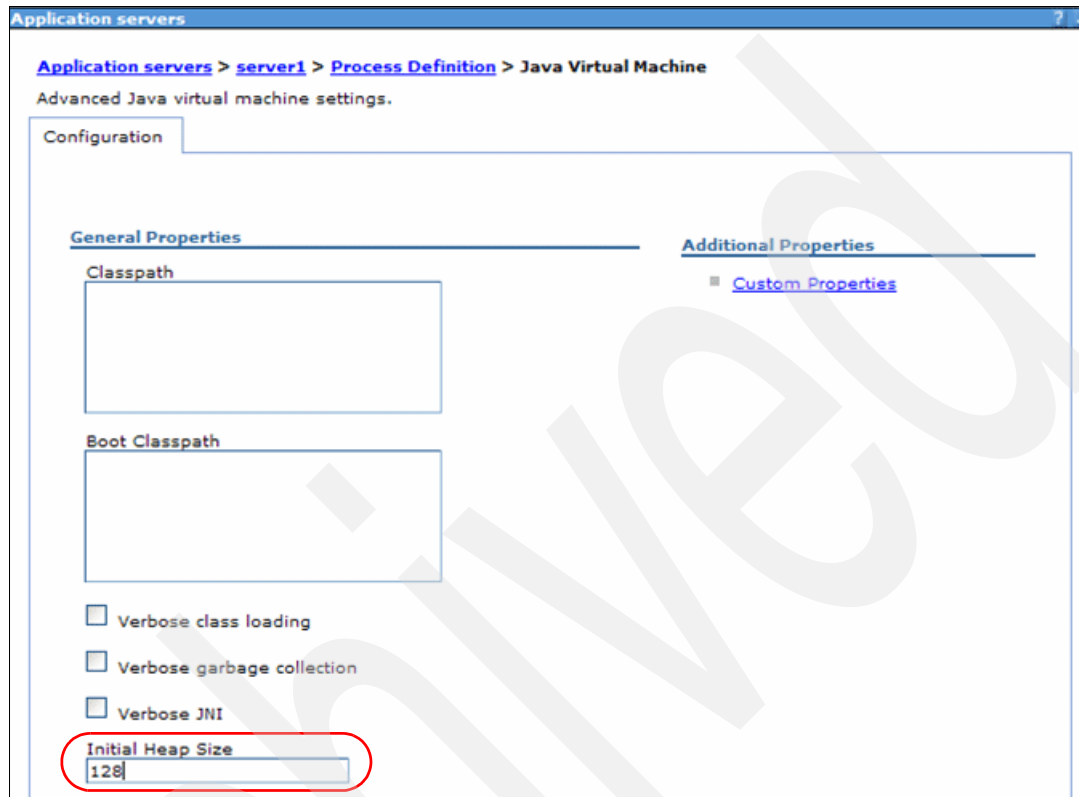 Application servers ?
Application servers > server1 > Process Definition > Java Virtual Machine
Advanced Java virtual machine settings.
Configuration
General Properties
Additional Properties
Classpath
Custom Properties
Boot Classpath
Verbose class loading
Verbose garbage collection
Verbose JNI
Initial Heap Size
128
hived